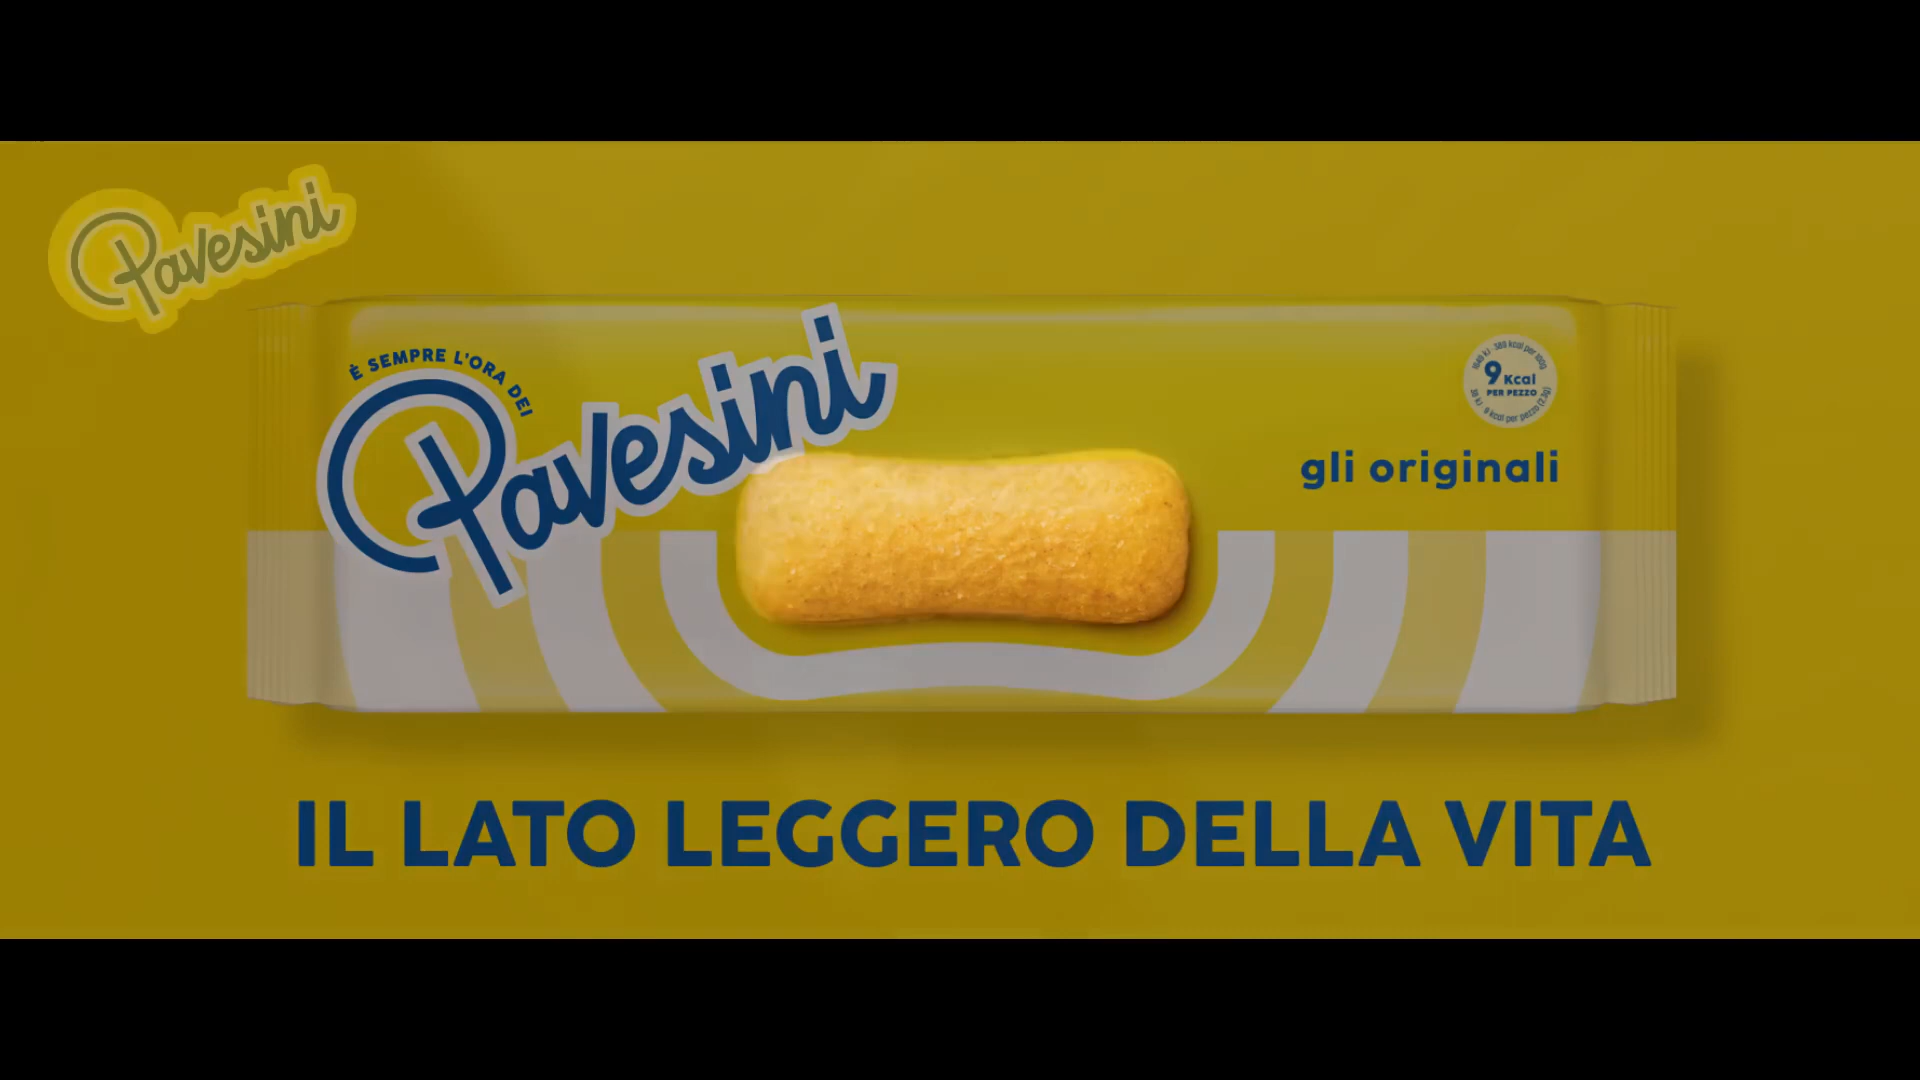 Pavesini
È SEMPRE L'ORA DEI
Pavesini
9 Kcal
PER PEZZO
gli originali
IL LATO LEGGERO DELLA VITA